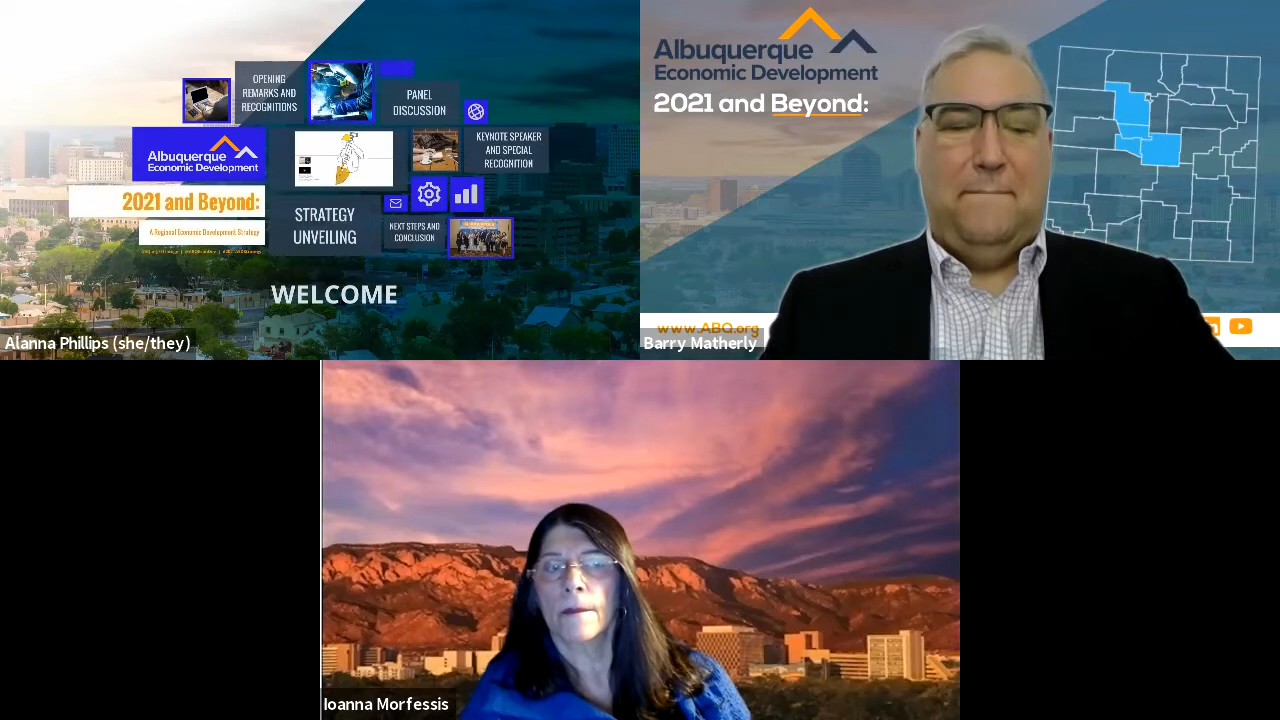 OPENING
REMARKS AND
RECOGNITIONS
PANEL
DISCUSSION
KEYNOTE SPEAKER
AND SPECIAL
RECOGNITION
Albuquerque
Economic Development
2021 and Beyond:
A Regional Economic Development Strategy
STRATEGY
UNVEILING
NEXT STEPS AND
CONCLUSION
WELCOME
Alanna Phillips (she/they)
Albuquerque
Economic Development
2021 and Beyond:
www.ABQ.org
Barry Matherly
Ioanna Morfessis